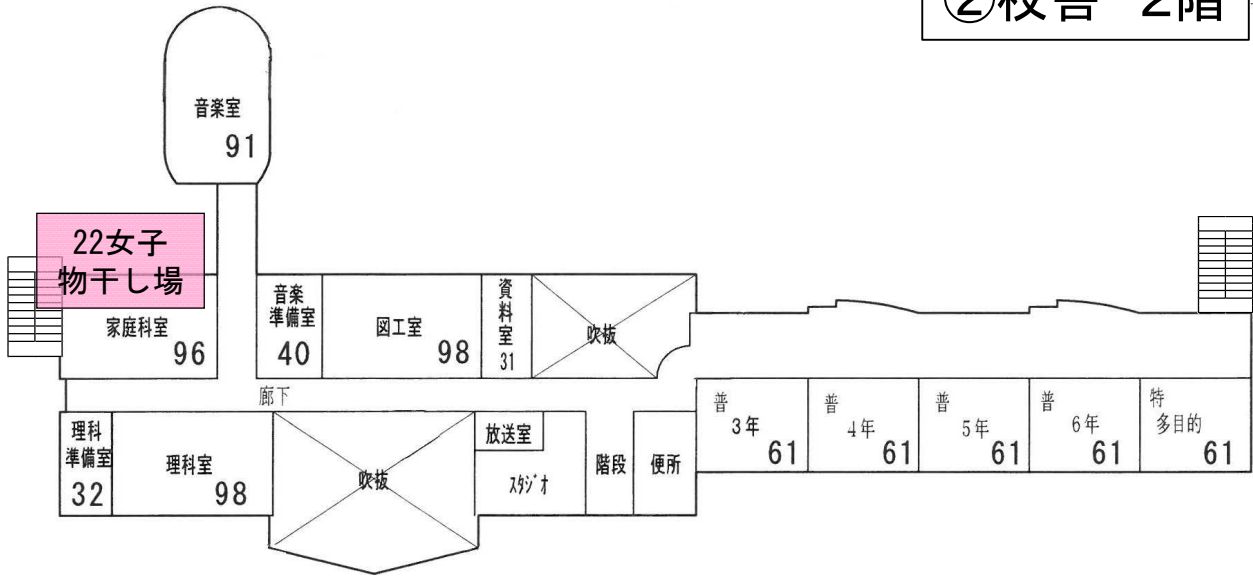 ②校舎 2階
音楽室
91
22女子
物干し場
家庭科室
96
音楽
準備室
40
図工室
98
資料室
31
吹抜
廊下
理科
準備室
32
理科室
98
吹抜
放送室
スタジオ
階段
便所
普
3年
61
普
4年
61
普
5年
61
普
6年
61
特
多目的
61